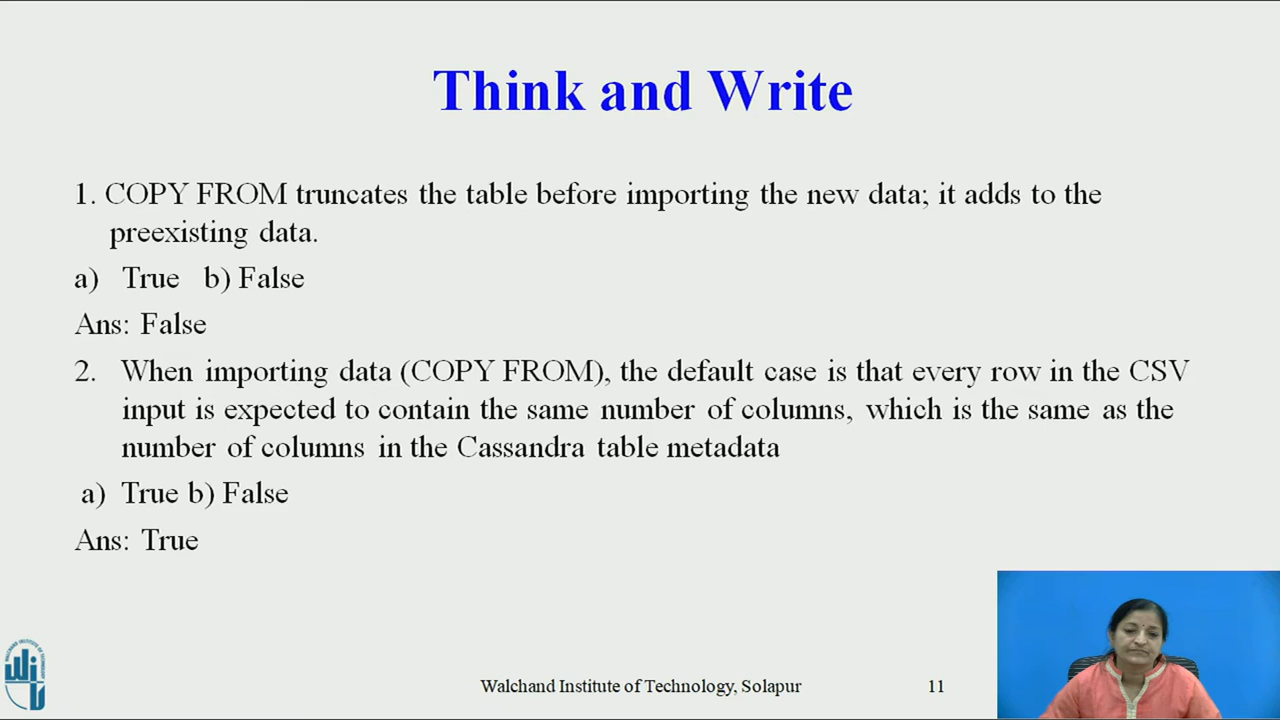 Think and Write
1. COPY FROM truncates the table before importing the new data; it adds to the
preexisting data.
a) True b) False
Ans: False
2. When importing data (COPY FROM), the default case is that every row in the CSV
input is expected to contain the same number of columns, which is the same as the
number of columns in the Cassandra table metadata
a) True b) False
Ans: True
Walchand Institute of Technology, Solapur 11